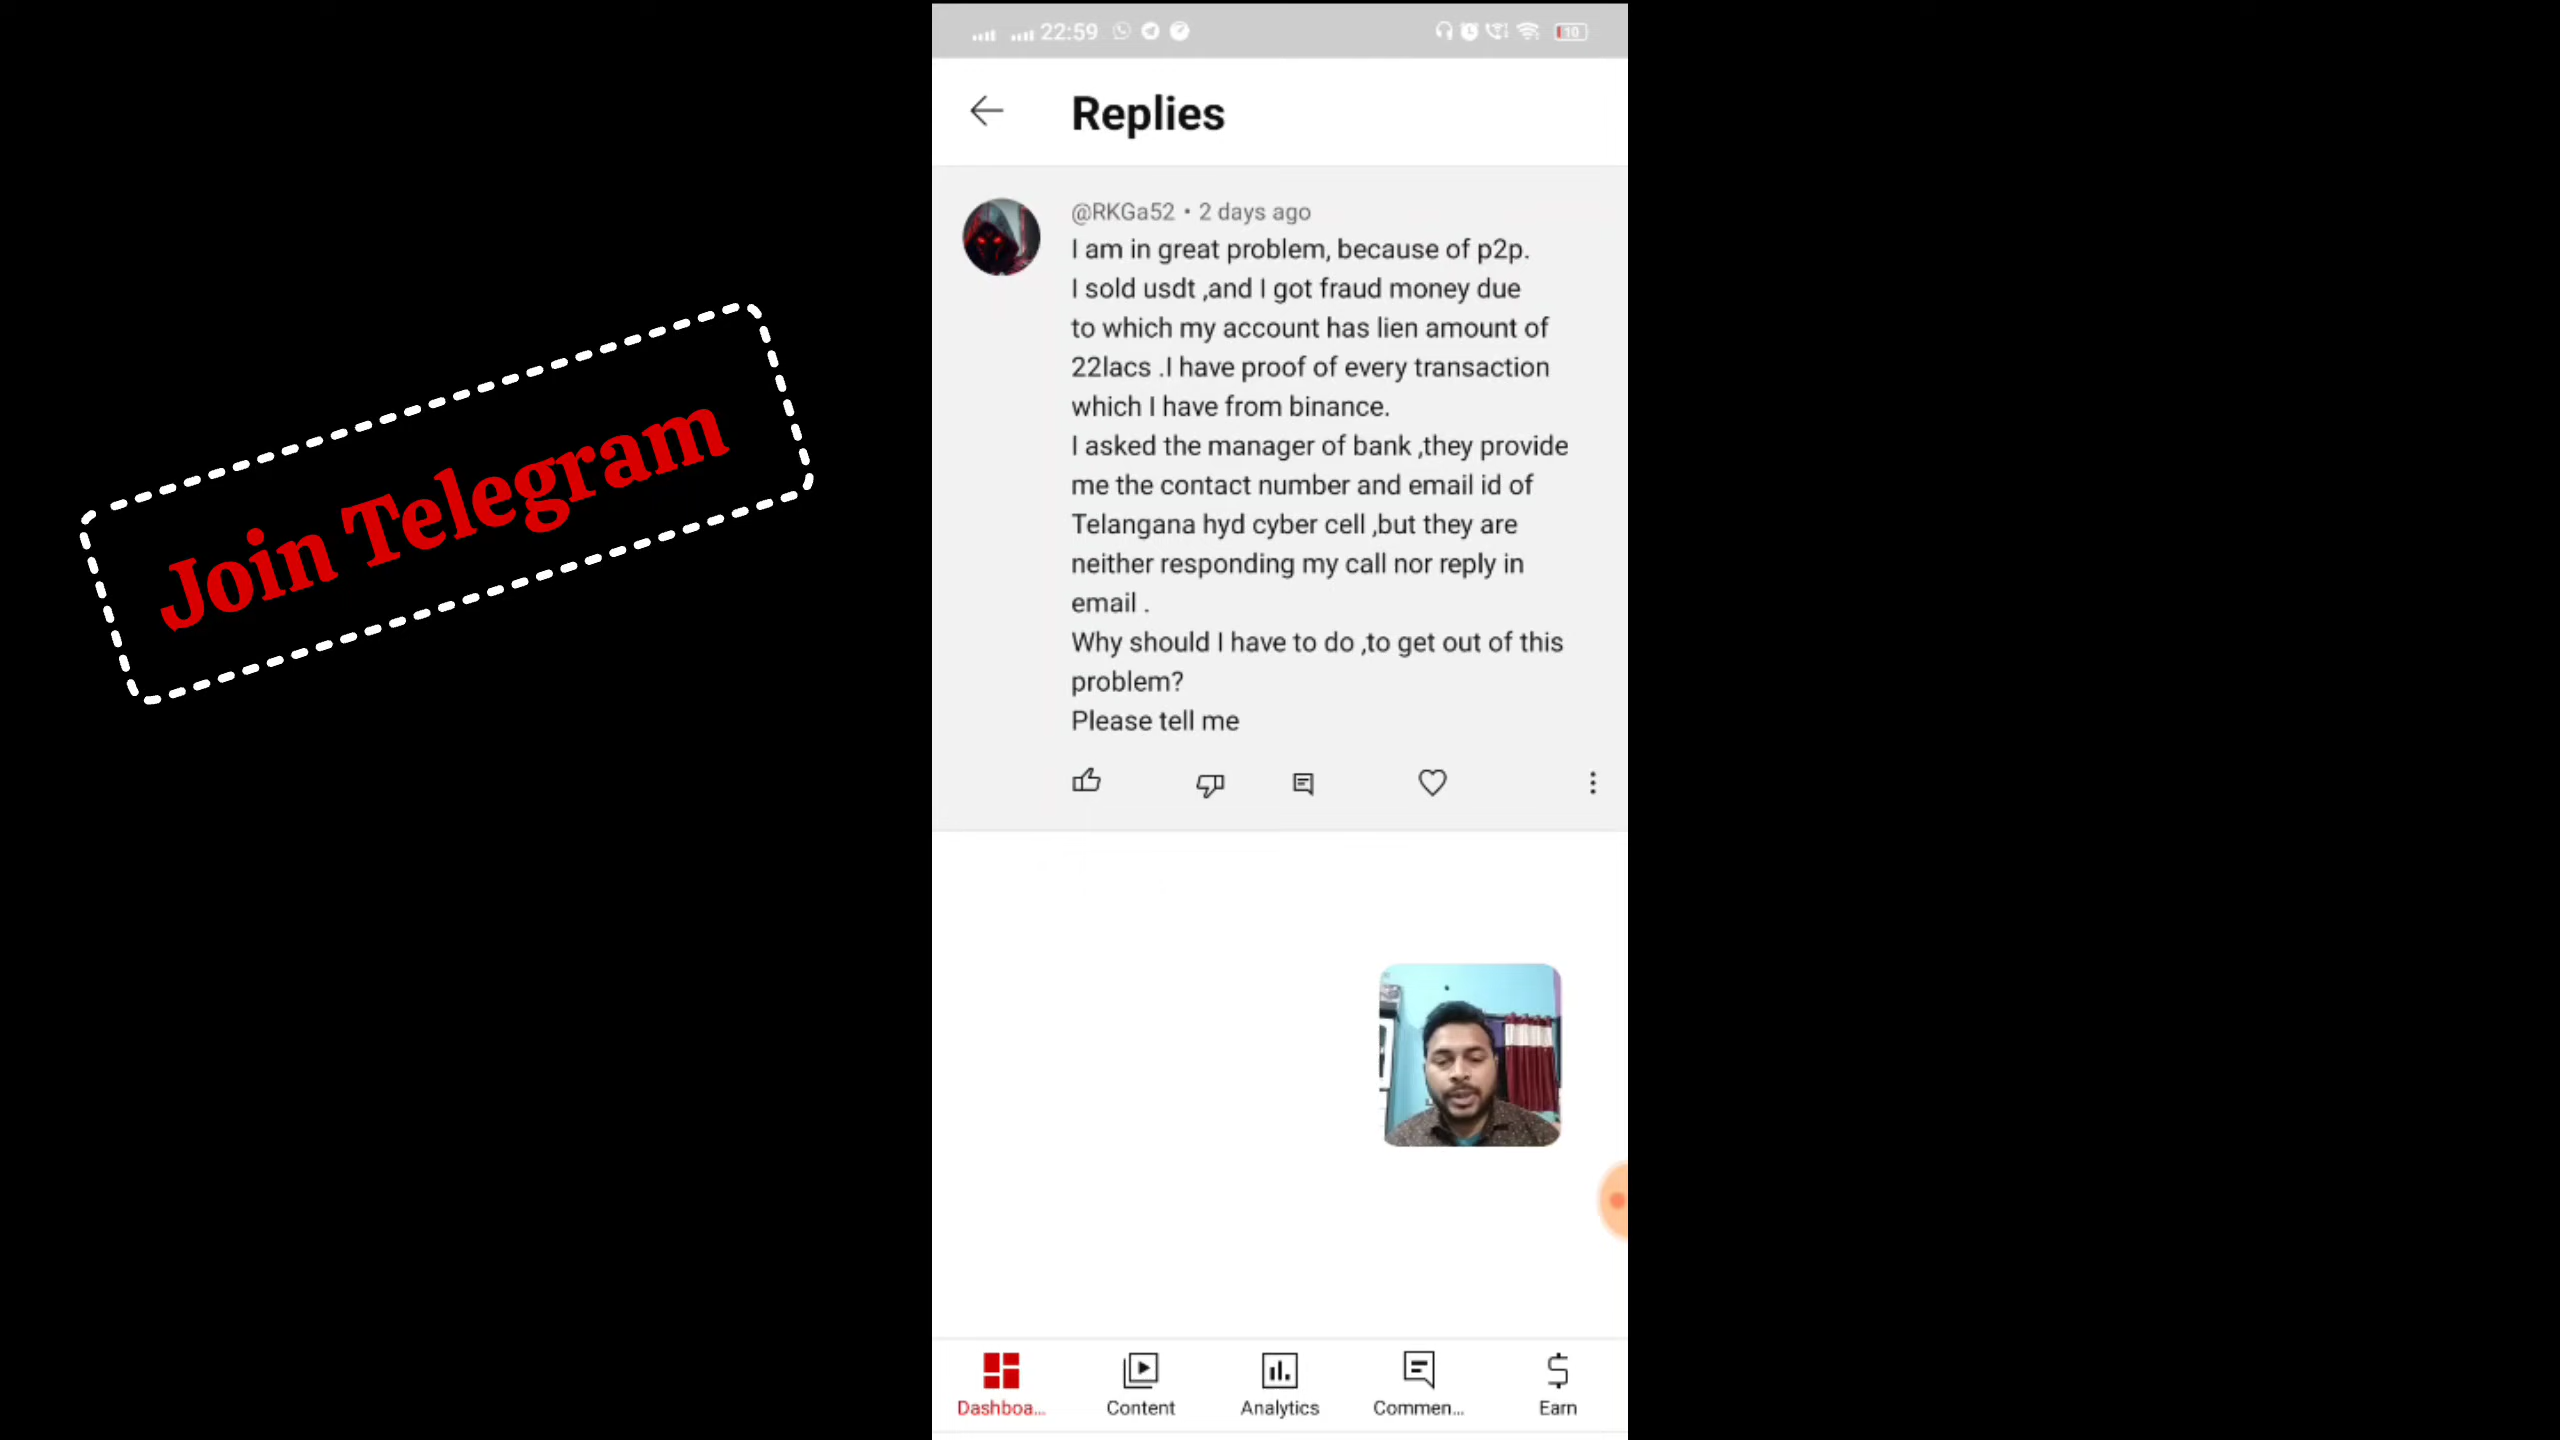 Join Telegram
22:59
10
Replies
@RKGa52 • 2 days ago
I am in great problem, because of p2p.
I sold usdt ,and I got fraud money due
to which my account has lien amount of
22lacs .I have proof of every transaction
which I have from binance.
I asked the manager of bank ,they provide
me the contact number and email id of
Telangana hyd cyber cell ,but they are
neither responding my call nor reply in
email .
Why should I have to do ,to get out of this
problem?
Please tell me
Dashboa...
Content
Analytics
Commen...
Earn